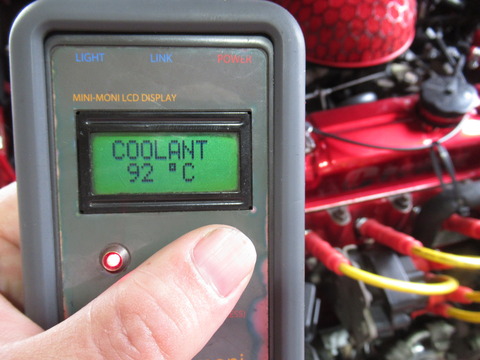 LIGHT LINK POWER
MINI-MONI LCD DISPLAY
COOLANT
92 °C